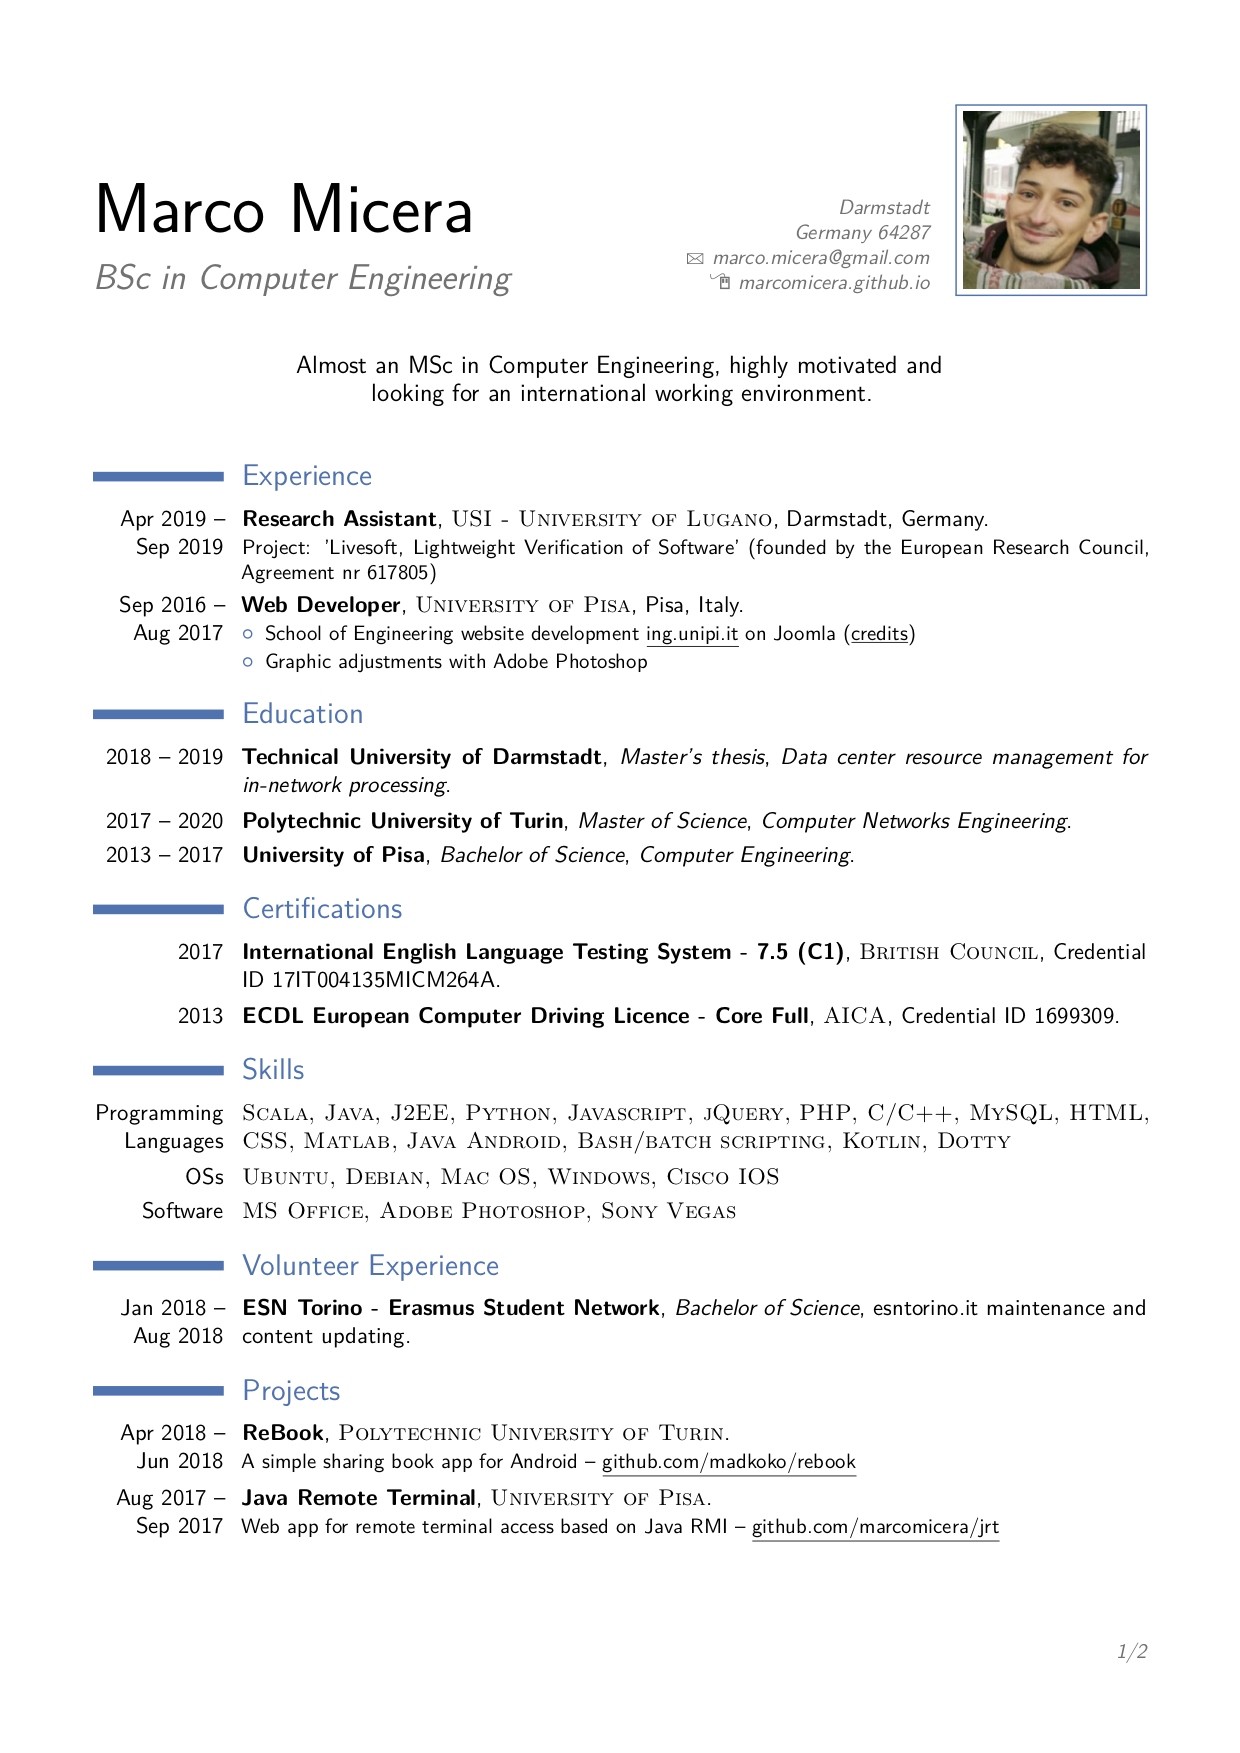 Marco Micera
BSc in Computer Engineering
Darmstadt
Germany 64287
marco.micera@gmail.com
marcomicera.github.io
Almost an MSc in Computer Engineering, highly motivated and
looking for an international working environment.
Experience
Apr 2019 – Research Assistant, USI - University of Lugano, Darmstadt, Germany.
Sep 2019 Project: 'Livesoft, Lightweight Verification of Software' (founded by the European Research Council,
Agreement nr 617805)
Sep 2016 – Web Developer, University of Pisa, Pisa, Italy.
Aug 2017 ○ School of Engineering website development ing.unipi.it on Joomla (credits)
○ Graphic adjustments with Adobe Photoshop
Education
2018 – 2019 Technical University of Darmstadt, Master's thesis, Data center resource management for
in-network processing.
2017 – 2020 Polytechnic University of Turin, Master of Science, Computer Networks Engineering.
2013 – 2017 University of Pisa, Bachelor of Science, Computer Engineering.
Certifications
2017 International English Language Testing System - 7.5 (C1), British Council, Credential
ID 17IT004135MICM264A.
2013 ECDL European Computer Driving Licence - Core Full, AICA, Credential ID 1699309.
Skills
Programming Scala, Java, J2EE, Python, Javascript, jQuery, PHP, C/C++, MySQL, HTML,
Languages CSS, Matlab, Java Android, Bash/batch scripting, Kotlin, Dotty
OSs Ubuntu, Debian, Mac OS, Windows, Cisco IOS
Software MS Office, Adobe Photoshop, Sony Vegas
Volunteer Experience
Jan 2018 – ESN Torino - Erasmus Student Network, Bachelor of Science, esntorino.it maintenance and
Aug 2018 content updating.
Projects
Apr 2018 – ReBook, Polytechnic University of Turin.
Jun 2018 A simple sharing book app for Android – github.com/madkoko/rebook
Aug 2017 – Java Remote Terminal, University of Pisa.
Sep 2017 Web app for remote terminal access based on Java RMI – github.com/marcomicera/jrt
1/2